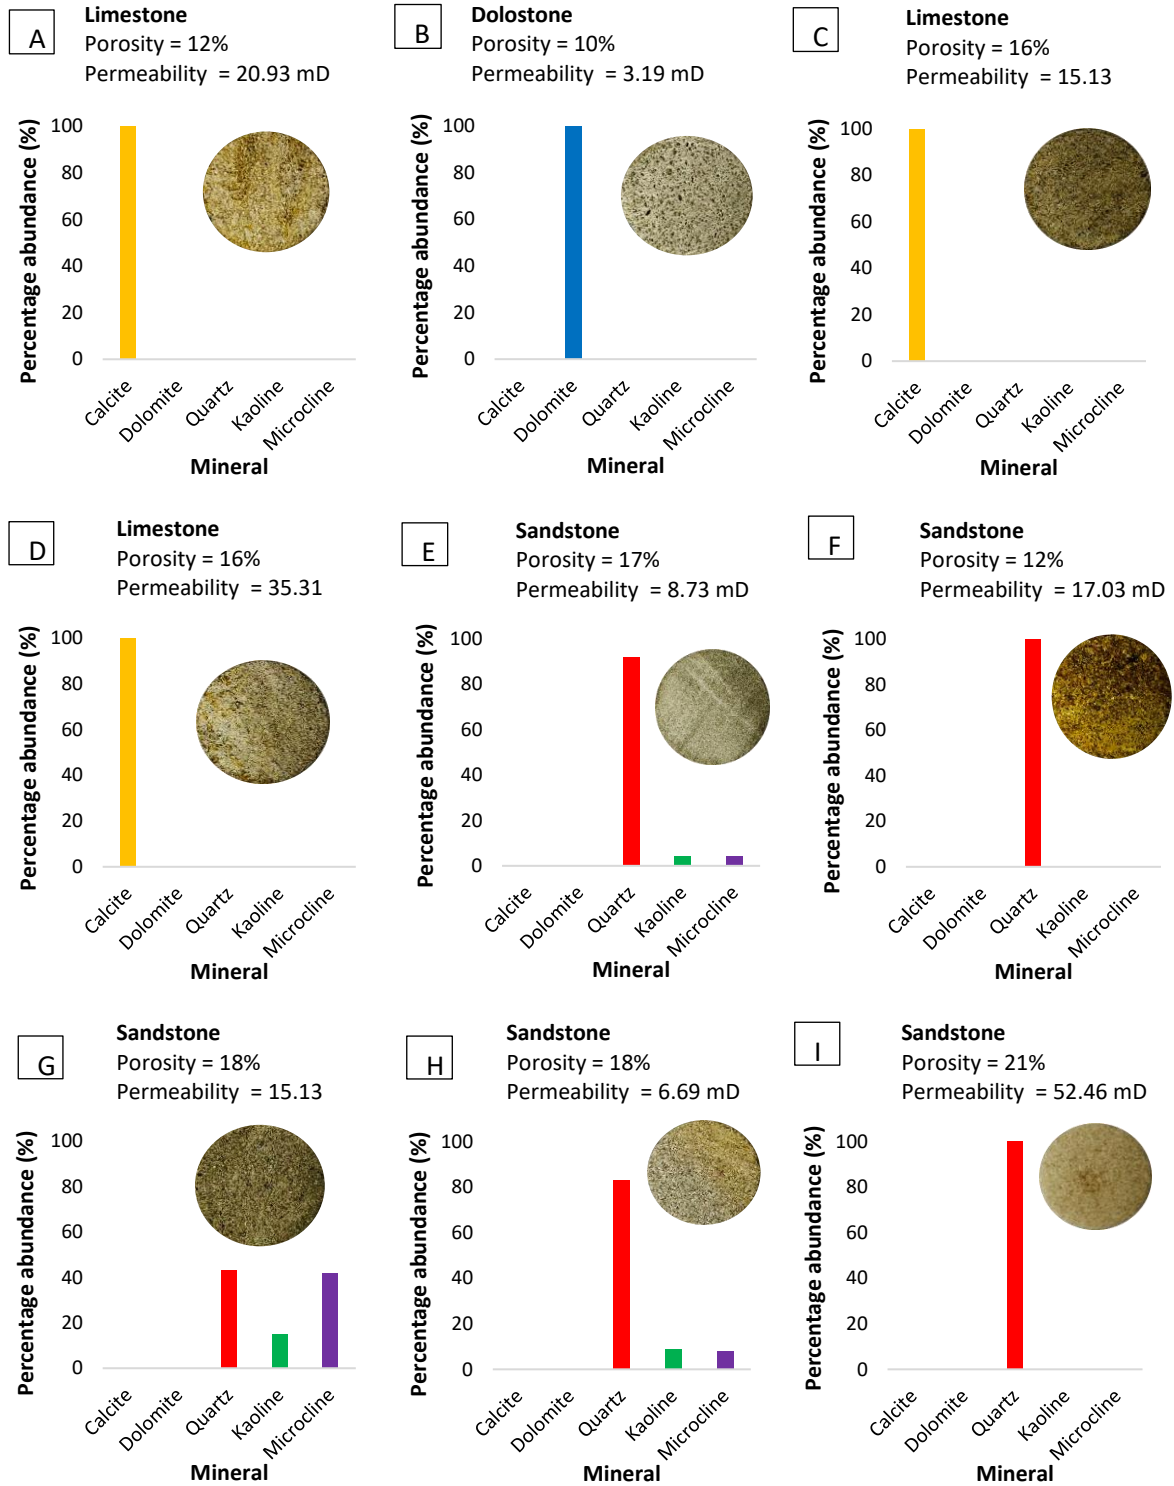 A
Limestone
Porosity = 12%
Permeability = 20.93 mD
Percentage abundance (%)
100
80
60
40
20
0
Calcite
Dolomite
Quartz
Kaoline
Microcline
Mineral
B
Dolostone
Porosity = 10%
Permeability = 3.19 mD
Percentage abundance (%)
100
80
60
40
20
0
Calcite
Dolomite
Quartz
Kaoline
Microcline
Mineral
C
Limestone
Porosity = 16%
Permeability = 15.13
Percentage abundance (%)
100
80
60
40
20
0
Calcite
Dolomite
Quartz
Kaoline
Microcline
Mineral
D
Limestone
Porosity = 16%
Permeability = 35.31
Percentage abundance (%)
100
80
60
40
20
0
Calcite
Dolomite
Quartz
Kaoline
Microcline
Mineral
E
Sandstone
Porosity = 17%
Permeability = 8.73 mD
Percentage abundance (%)
100
80
60
40
20
0
Calcite
Dolomite
Quartz
Kaoline
Microcline
Mineral
F
Sandstone
Porosity = 12%
Permeability = 17.03 mD
Percentage abundance (%)
100
80
60
40
20
0
Calcite
Dolomite
Quartz
Kaoline
Microcline
Mineral
G
Sandstone
Porosity = 18%
Permeability = 15.13
Percentage abundance (%)
100
80
60
40
20
0
Calcite
Dolomite
Quartz
Kaoline
Microcline
Mineral
H
Sandstone
Porosity = 18%
Permeability = 6.69 mD
Percentage abundance (%)
100
80
60
40
20
0
Calcite
Dolomite
Quartz
Kaoline
Microcline
Mineral
I
Sandstone
Porosity = 21%
Permeability = 52.46 mD
Percentage abundance (%)
100
80
60
40
20
0
Calcite
Dolomite
Quartz
Kaoline
Microcline
Mineral